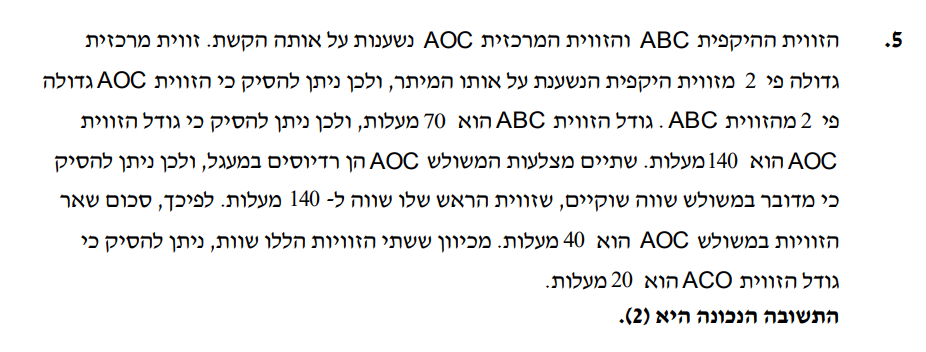 5. הזווית ההיקפית ABC והזווית המרכזית AOC נשענות על אותה הקשת. זווית מרכזית
גדולה פי 2 מזווית היקפית הנשענת על אותו המיתר, ולכן ניתן להסיק כי הזווית AOC גדולה
פי 2 מהזווית ABC. גודל הזווית ABC הוא 70 מעלות, ולכן ניתן להסיק כי גודל הזווית
AOC הוא 140 מעלות. שתיים מצלעות המשולש AOC הן רדיוסים במעגל, ולכן ניתן להסיק
כי מדובר במשולש שווה שוקיים, שזווית הראש שלו שווה ל- 140 מעלות. לפיכך, סכום שאר
הזוויות במשולש AOC הוא 40 מעלות. מכיוון ששתי הזוויות הללו שוות, ניתן להסיק כי
גודל הזווית ACO הוא 20 מעלות.
התשובה הנכונה היא (2).